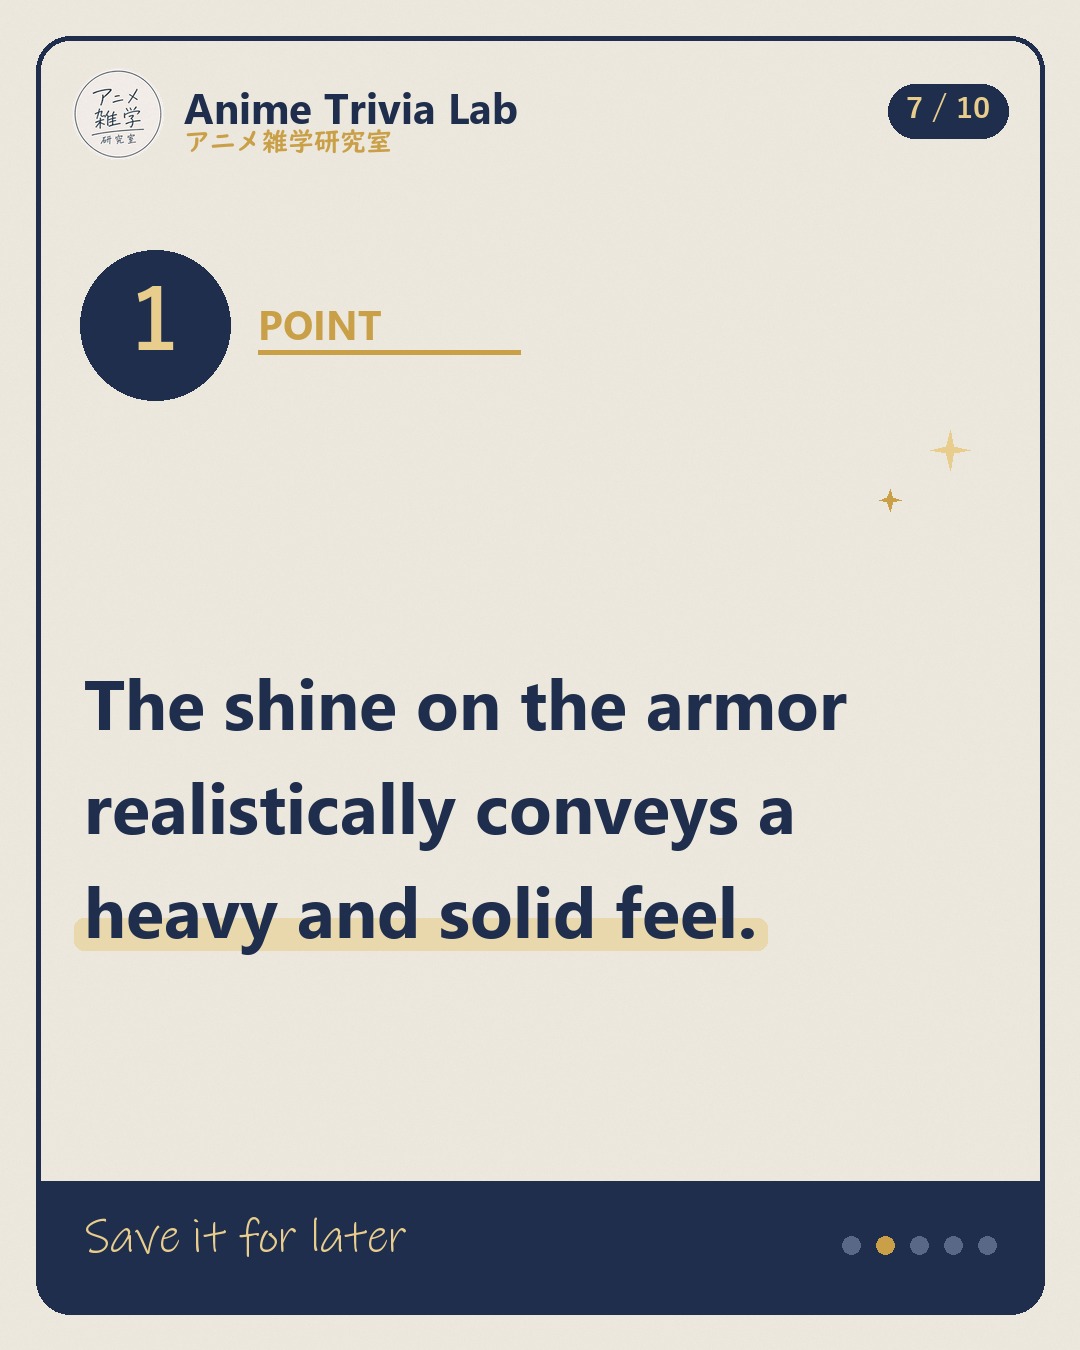 アニメ
雑学
研究室
Anime Trivia Lab
アニメ雑学研究室
7 / 10
1
POINT
The shine on the armor
realistically conveys a
heavy and solid feel.
Save it for later